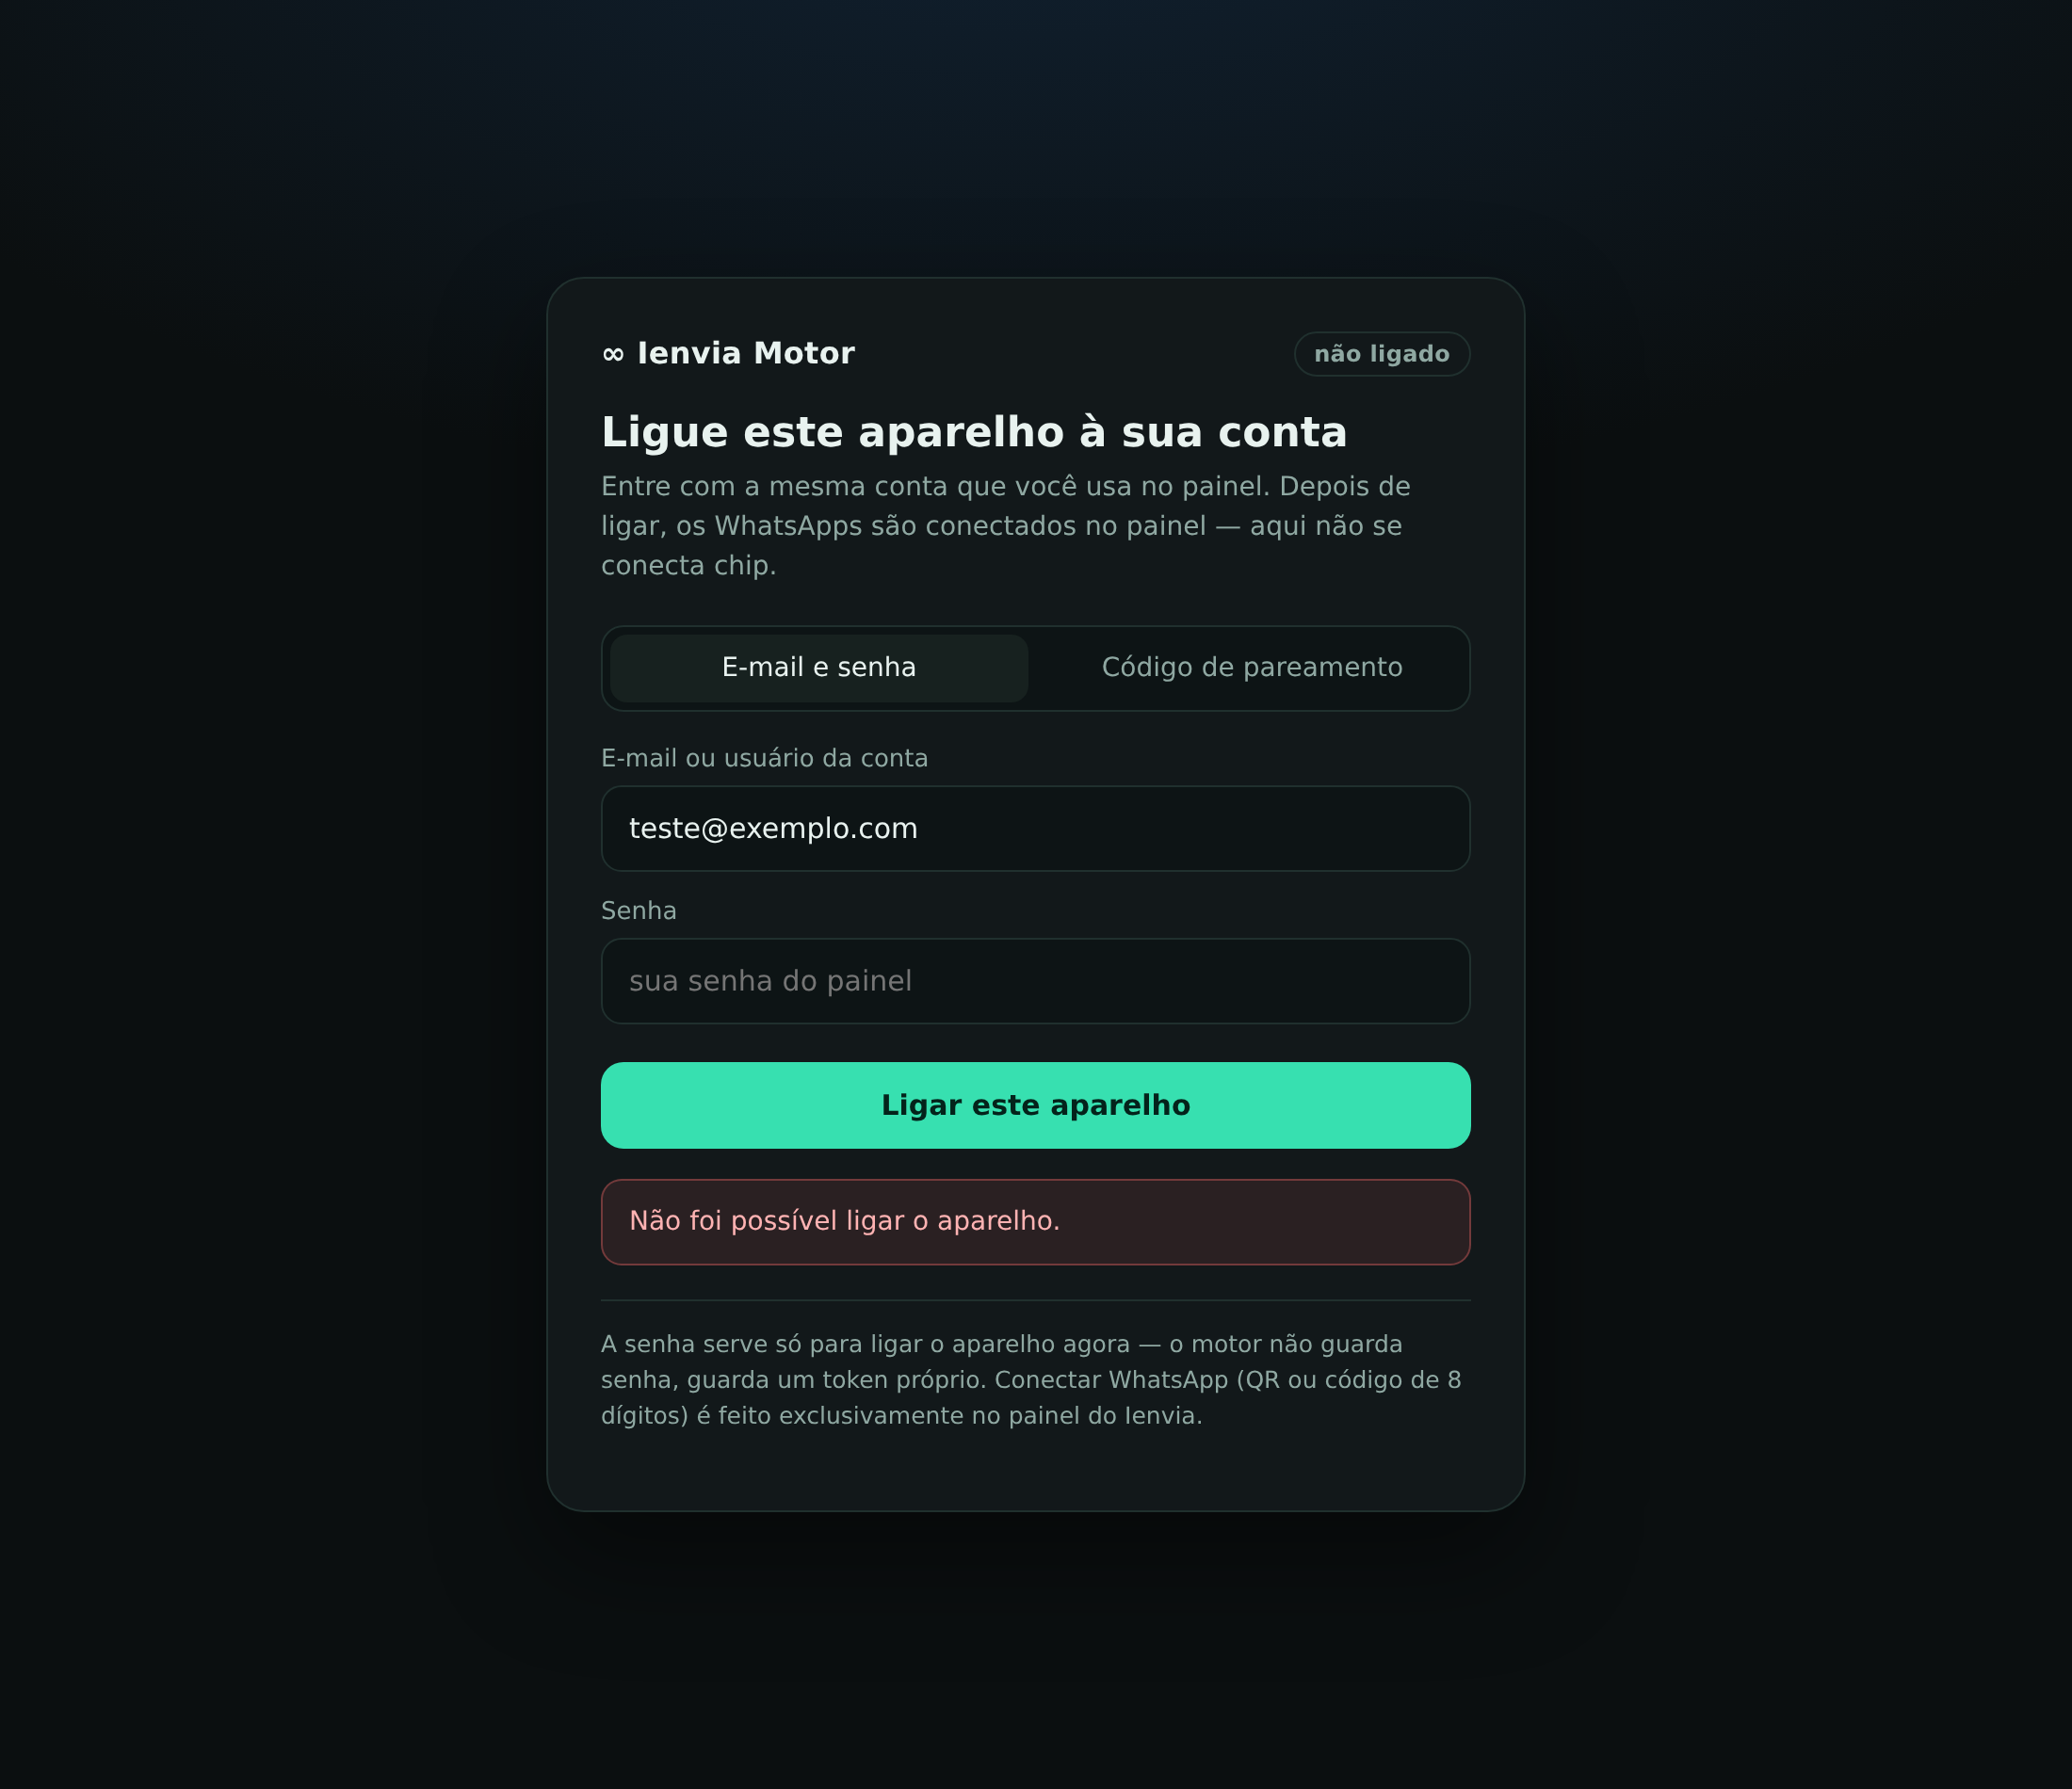 ∞ Ienvia Motor
não ligado
Ligue este aparelho à sua conta
Entre com a mesma conta que você usa no painel. Depois de
ligar, os WhatsApps são conectados no painel — aqui não se
conecta chip.
E-mail e senha
Código de pareamento
E-mail ou usuário da conta
teste@exemplo.com
Senha
sua senha do painel
Ligar este aparelho
Não foi possível ligar o aparelho.
A senha serve só para ligar o aparelho agora — o motor não guarda
senha, guarda um token próprio. Conectar WhatsApp (QR ou código de 8
dígitos) é feito exclusivamente no painel do Ienvia.